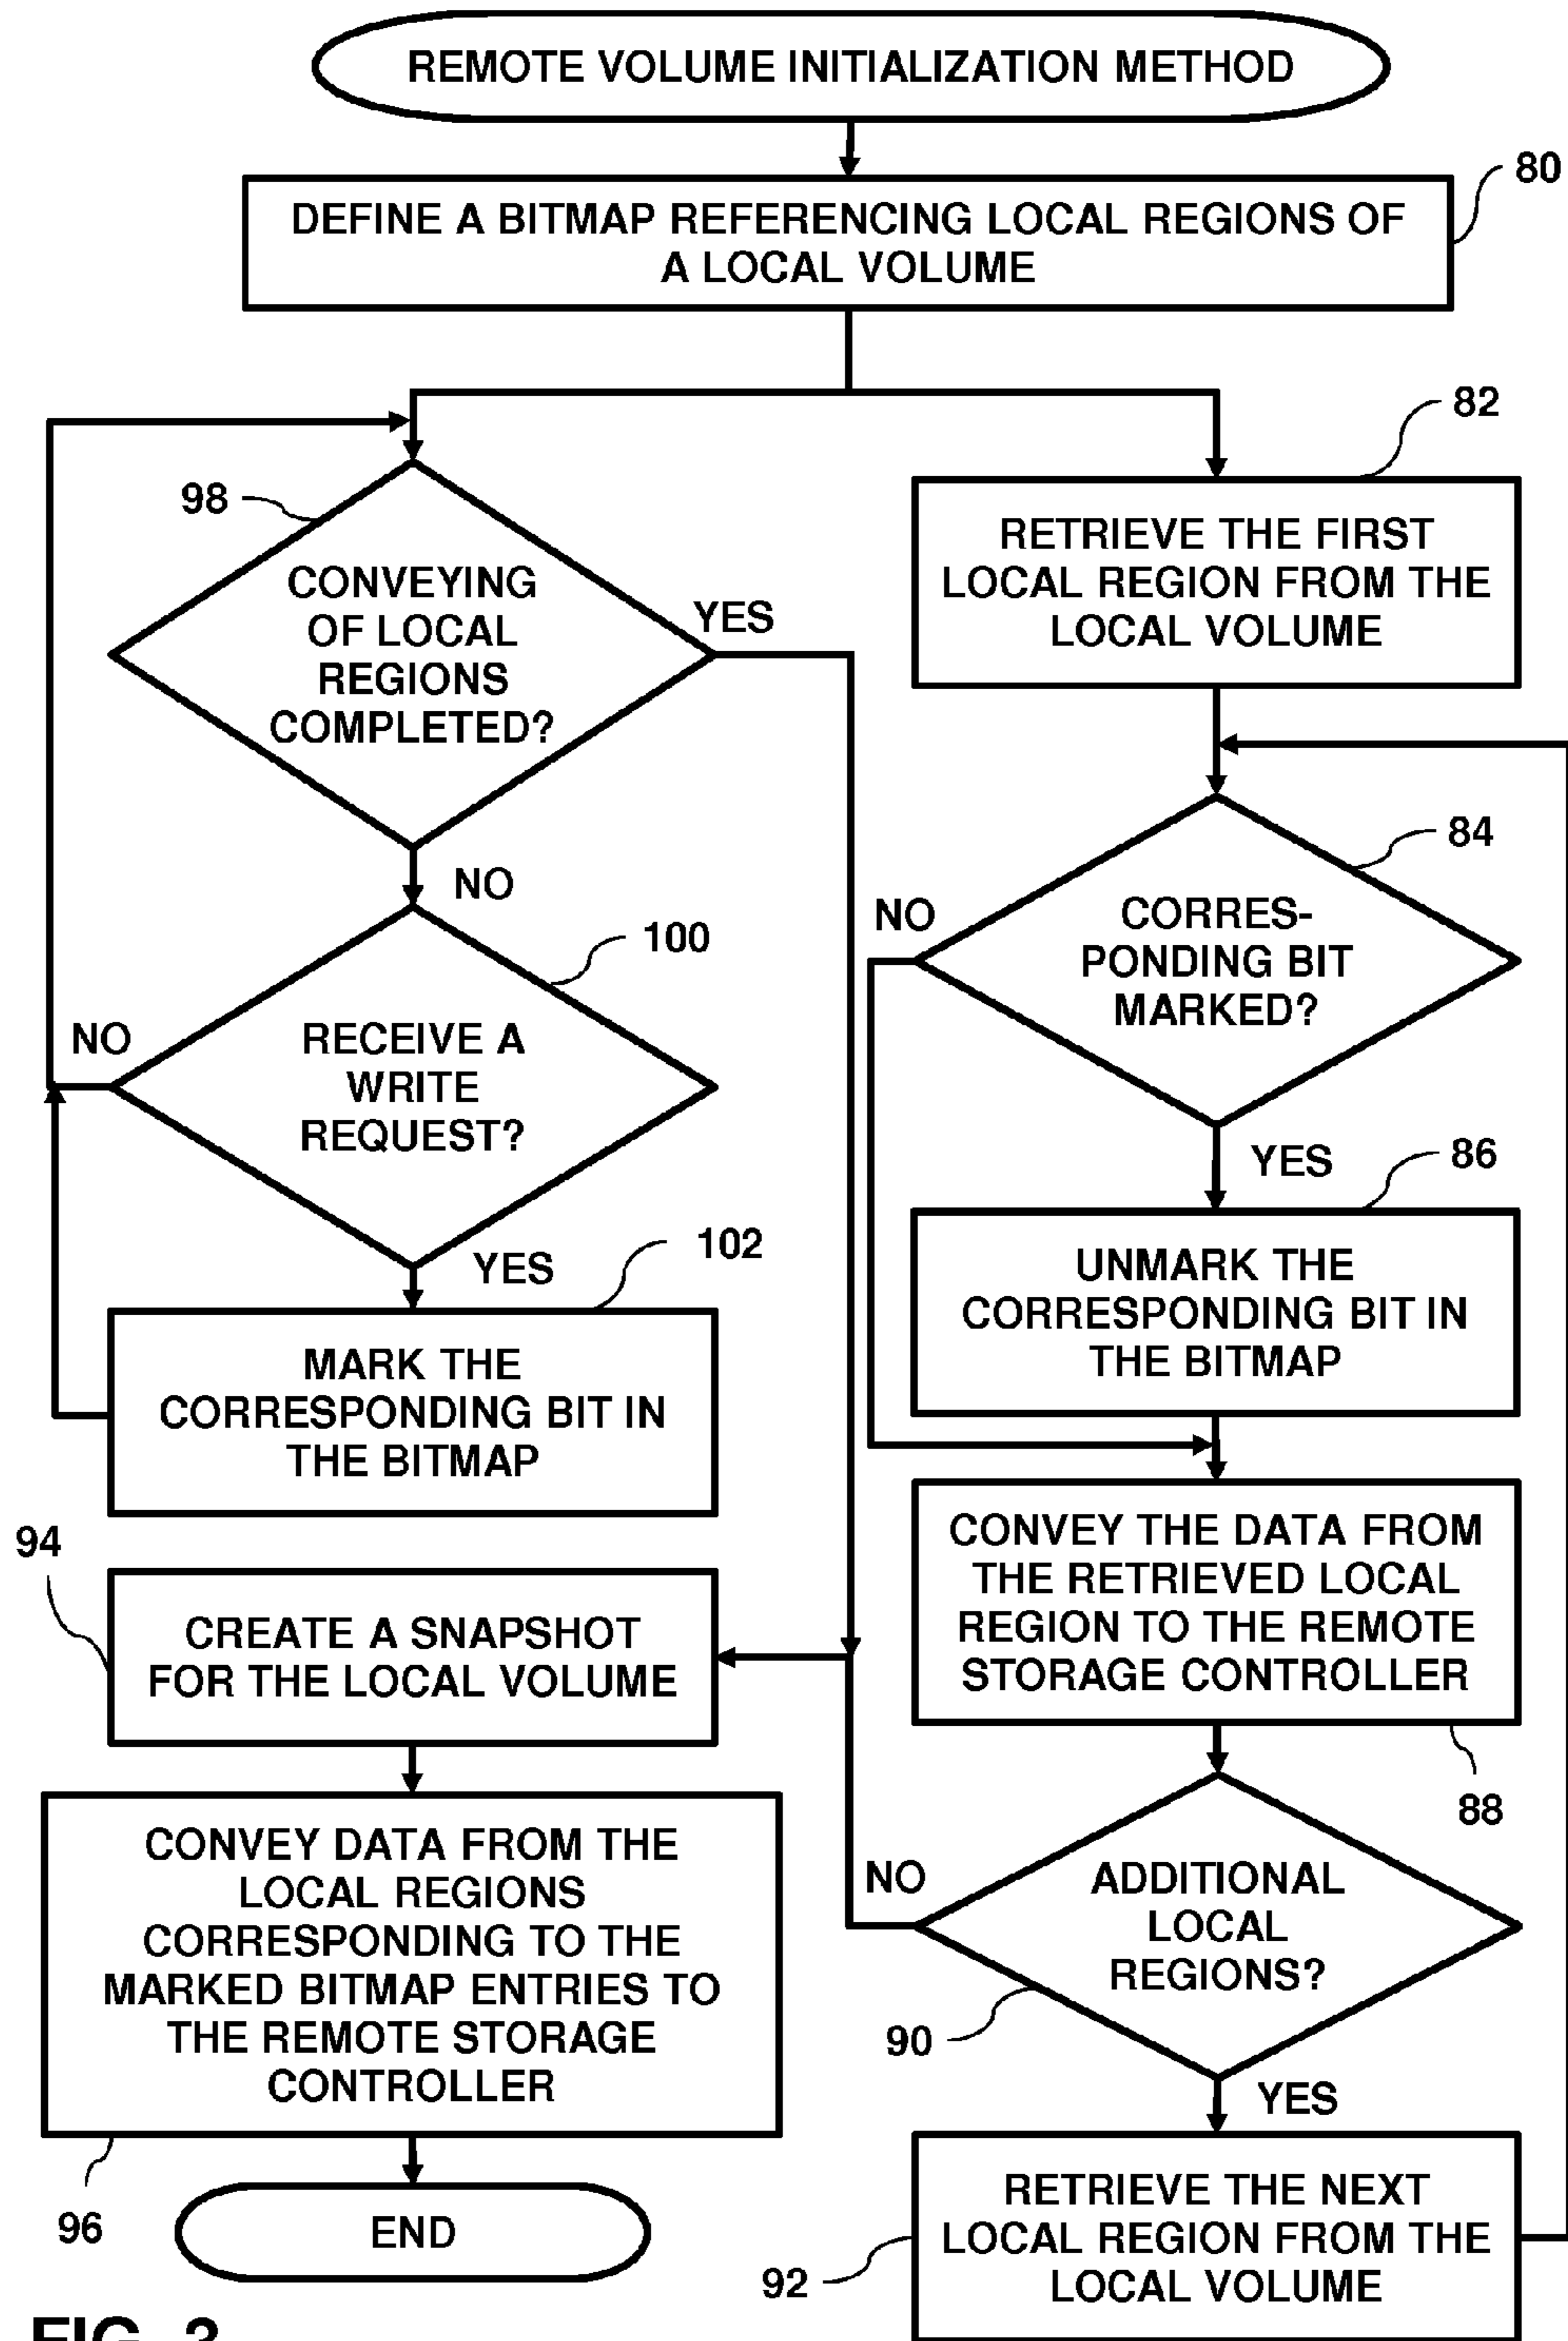 REMOTE VOLUME INITIALIZATION METHOD
80
DEFINE A BITMAP REFERENCING LOCAL REGIONS OF
A LOCAL VOLUME
82
RETRIEVE THE FIRST
LOCAL REGION FROM THE
LOCAL VOLUME
98
CONVEYING
OF LOCAL
REGIONS
COMPLETED?
YES
NO
84
CORRES-
PONDING BIT
MARKED?
NO
YES
100
RECEIVE A
WRITE
REQUEST?
NO
YES
86
UNMARK THE
CORRESPONDING BIT IN
THE BITMAP
102
MARK THE
CORRESPONDING BIT IN
THE BITMAP
CONVEY THE DATA FROM
THE RETRIEVED LOCAL
REGION TO THE REMOTE
STORAGE CONTROLLER
88
94
CREATE A SNAPSHOT
FOR THE LOCAL VOLUME
CONVEY DATA FROM THE
LOCAL REGIONS
CORRESPONDING TO THE
MARKED BITMAP ENTRIES TO
THE REMOTE STORAGE
CONTROLLER
96
ADDITIONAL
LOCAL
REGIONS?
NO
90
YES
END
RETRIEVE THE NEXT
LOCAL REGION FROM THE
LOCAL VOLUME
92